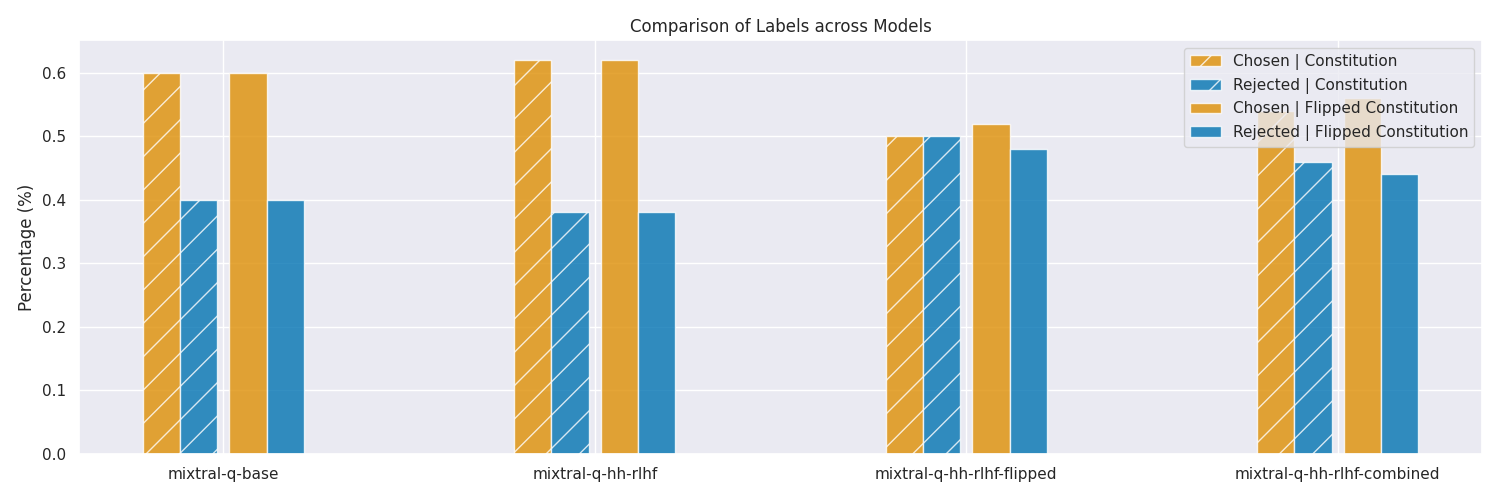 Comparison of Labels across Models
Chosen | Constitution
Rejected | Constitution
Chosen | Flipped Constitution
Rejected | Flipped Constitution
Percentage (%)
0.6
0.5
0.4
0.3
0.2
0.1
0.0
mixtral-q-base
mixtral-q-hh-rlhf
mixtral-q-hh-rlhf-flipped
mixtral-q-hh-rlhf-combined